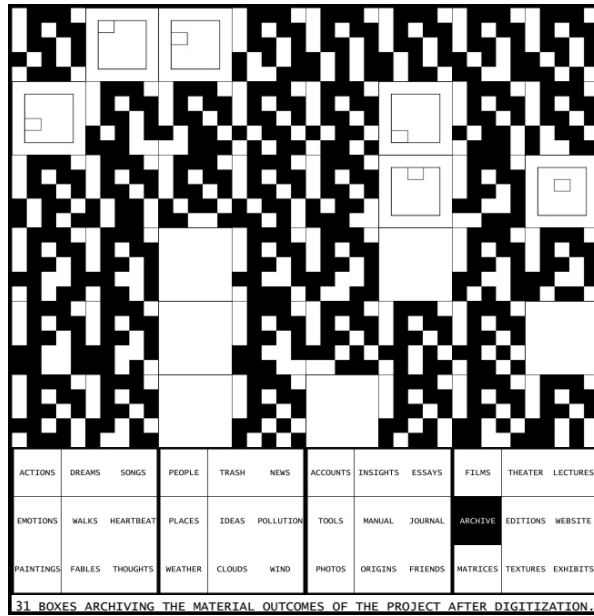 ACTIONS DREAMS SONGS PEOPLE TRASH NEWS ACCOUNTS INSIGHTS ESSAYS FILMS THEATER LECTURES
EMOTIONS WALKS HEARTBEAT PLACES IDEAS POLLUTION TOOLS MANUAL JOURNAL ARCHIVE EDITIONS WEBSITE
PAINTINGS FABLES THOUGHTS WEATHER CLOUDS WIND PHOTOS ORIGINS FRIENDS MATRICES TEXTURES EXHIBITS
31 BOXES ARCHIVING THE MATERIAL OUTCOMES OF THE PROJECT AFTER DIGITIZATION.